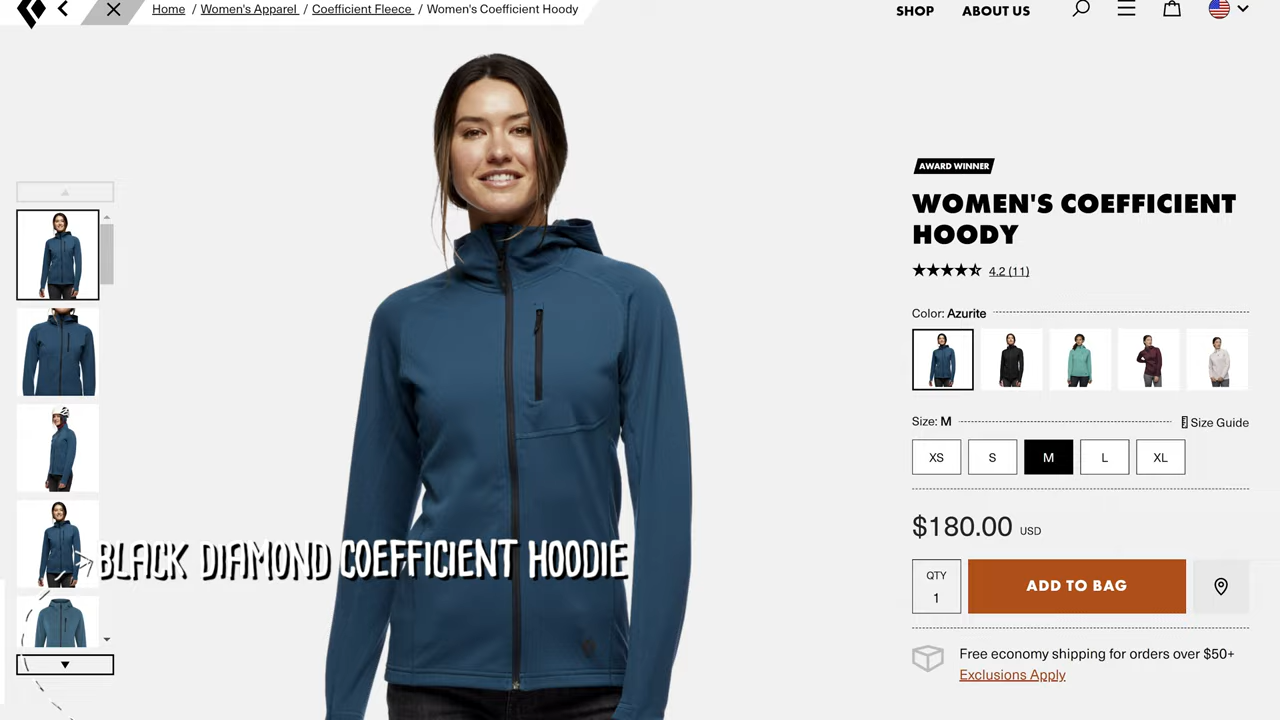 Home / Women's Apparel / Coefficient Fleece / Women's Coefficient Hoody
SHOP ABOUT US
AWARD WINNER
WOMEN'S COEFFICIENT
HOODY
4.2 (11)
Color: Azurite
Size: M
Size Guide
XS S M L XL
$180.00 USD
QTY
1
ADD TO BAG
Free economy shipping for orders over $50+
Exclusions Apply
BLACK DIAMOND COEFFICIENT HOODIE